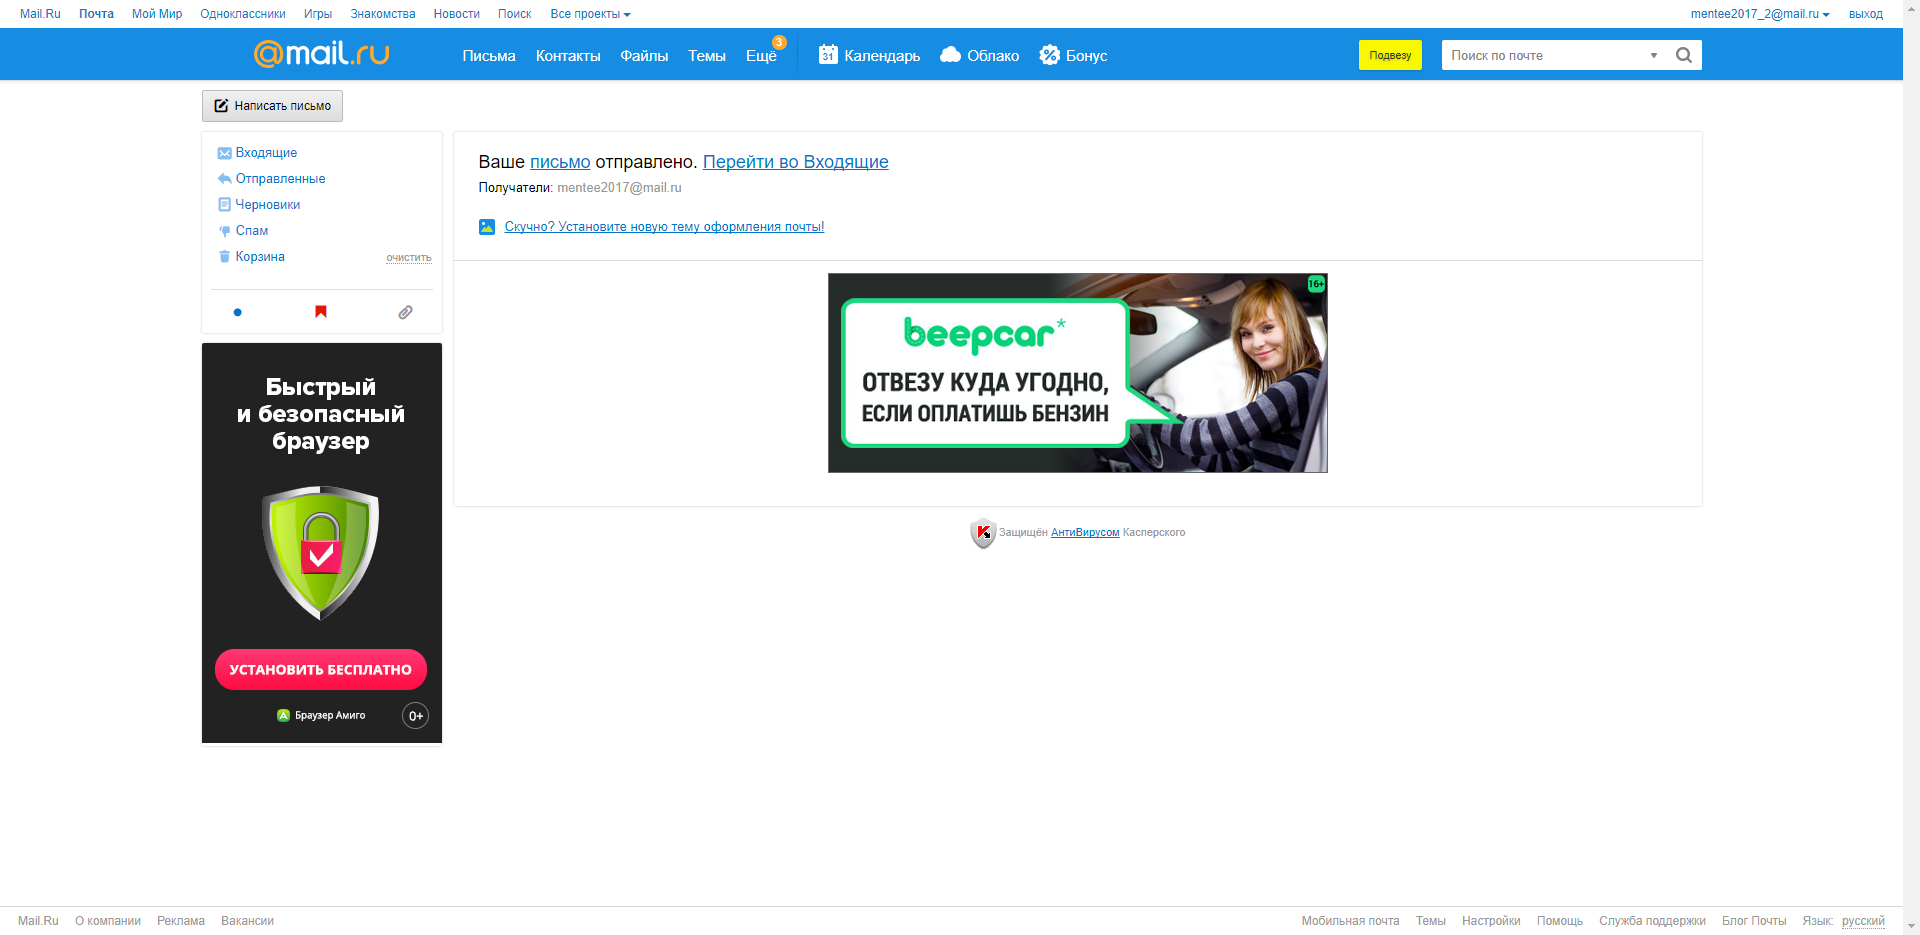 Mail.Ru Почта Мой Мир Одноклассники Игры Знакомства Новости Поиск Все проекты mentee2017_2@mail.ru выход
@mail.ru Письма Контакты Файлы Темы Ещё 3 31 Календарь Облако Бонус Подвезу Поиск по почте
Написать письмо
Входящие
Отправленные
Черновики
Спам
Корзина очистить
Ваше письмо отправлено. Перейти во Входящие
Получатели: mentee2017@mail.ru
Скучно? Установите новую тему оформления почты!
16+
beepcar*
ОТВЕЗУ КУДА УГОДНО,
ЕСЛИ ОПЛАТИШЬ БЕНЗИН
Быстрый
и безопасный
браузер
УСТАНОВИТЬ БЕСПЛАТНО
Браузер Амиго 0+
Защищён АнтиВирусом Касперского
Mail.Ru О компании Реклама Вакансии Мобильная почта Темы Настройки Помощь Служба поддержки Блог Почты Язык: русский